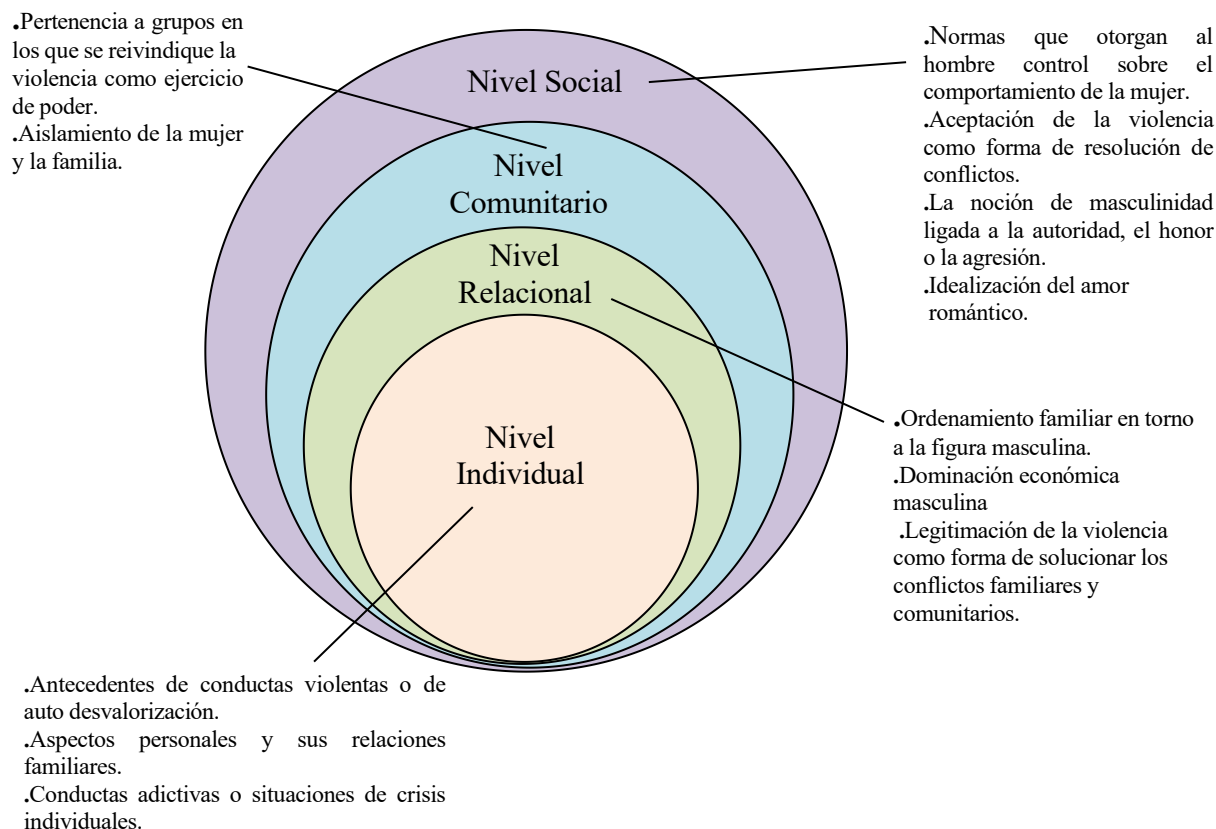 .Pertenencia a grupos en
los que se reivindique la
violencia como ejercicio
de poder.
.Aislamiento de la mujer
y la familia.
Nivel Social
.Normas que otorgan al
hombre control sobre el
comportamiento de la mujer.
.Aceptación de la violencia
como forma de resolución de
conflictos.
.La noción de masculinidad
ligada a la autoridad, el honor
o la agresión.
.Idealización del amor
romántico.
Nivel
Comunitario
Nivel
Relacional
.Ordenamiento familiar en torno
a la figura masculina.
.Dominación económica
masculina
.Legitimación de la violencia
como forma de solucionar los
conflictos familiares y
comunitarios.
Nivel
Individual
.Antecedentes de conductas violentas o de
auto desvalorización.
.Aspectos personales y sus relaciones
familiares.
.Conductas adictivas o situaciones de crisis
individuales.